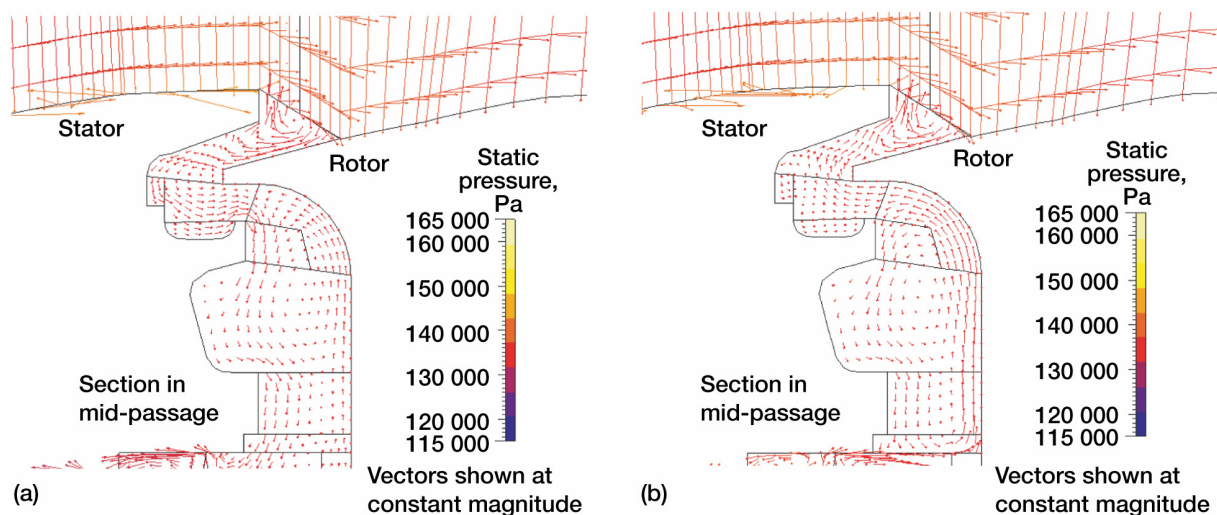 Stator
Rotor
Static
pressure,
Pa
165 000
160 000
150 000
140 000
130 000
120 000
115 000
Section in
mid-passage
Vectors shown at
constant magnitude
(a)
Stator
Rotor
Static
pressure,
Pa
165 000
160 000
150 000
140 000
130 000
120 000
115 000
Section in
mid-passage
Vectors shown at
constant magnitude
(b)